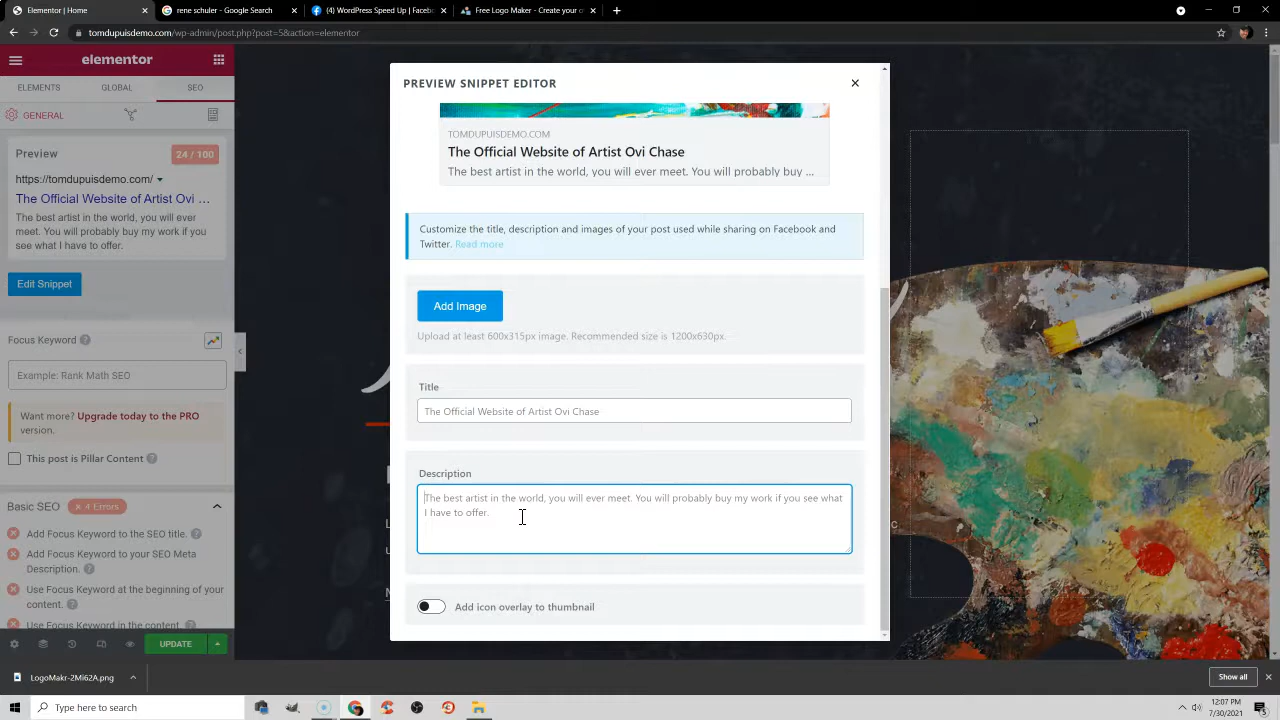 Elementor | Home
rene schuler - Google Search
(4) WordPress Speed Up | Faceb
Free Logo Maker - Create your
tomdupuisdemo.com/wp-admin/post.php?post=5&action=elementor
elementor
ELEMENTS
GLOBAL
SEO
GENERAL
Preview
24 / 100
https://tomdupuisdemo.com/
The Official Website of Artist Ovi ...
The best artist in the world, you will ever meet. You will probably buy my work if you see what I have to offer.
Edit Snippet
Focus Keyword
Example: Rank Math SEO
Want more? Upgrade today to the PRO
version.
This post is Pillar Content
Basic SEO
× 4 Errors
Add Focus Keyword to the SEO title.
Add Focus Keyword to your SEO Meta
Description.
Use Focus Keyword at the beginning of
your content.
Use Focus Keyword in the content.
UPDATE
PREVIEW SNIPPET EDITOR
TOMDUPUISDEMO.COM
The Official Website of Artist Ovi Chase
The best artist in the world, you will ever meet. You will probably buy ...
Customize the title, description and images of your post used while sharing on Facebook and
Twitter. Read more
Add Image
Upload at least 600x315px image. Recommended size is 1200x630px.
Title
The Official Website of Artist Ovi Chase
Description
The best artist in the world, you will ever meet. You will probably buy my work if you see what
I have to offer.
Add icon overlay to thumbnail
LogoMakr-2Mi62A.png
Show all
Type here to search
12:07 PM
7/30/2021